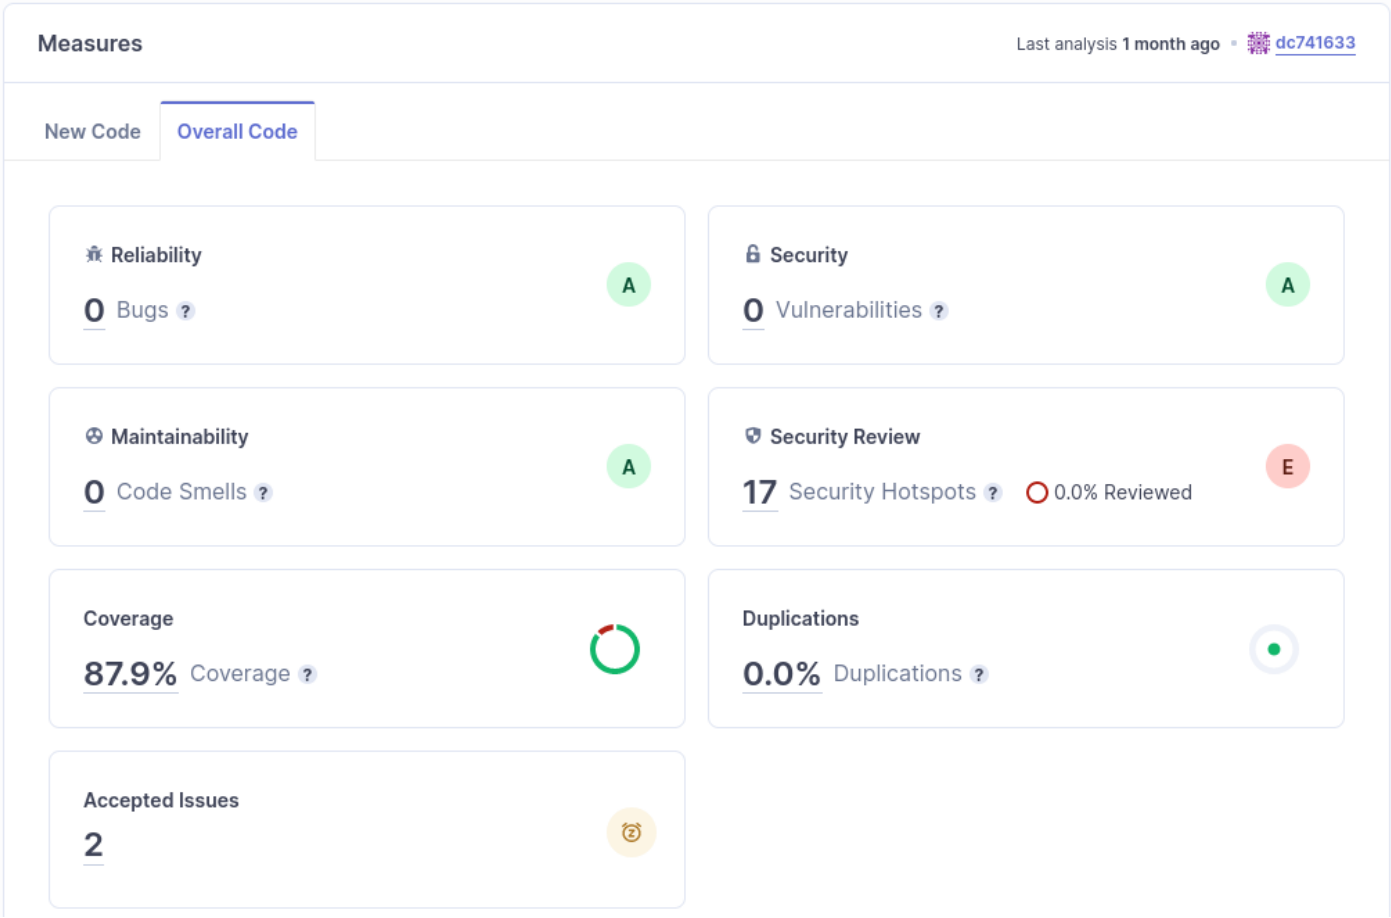 Measures
Last analysis 1 month ago • dc741633
New Code
Overall Code
Reliability
A
0 Bugs ?
Security
A
0 Vulnerabilities ?
Maintainability
A
0 Code Smells ?
Security Review
E
17 Security Hotspots ? 0.0% Reviewed
Coverage
87.9% Coverage ?
Duplications
0.0% Duplications ?
Accepted Issues
2